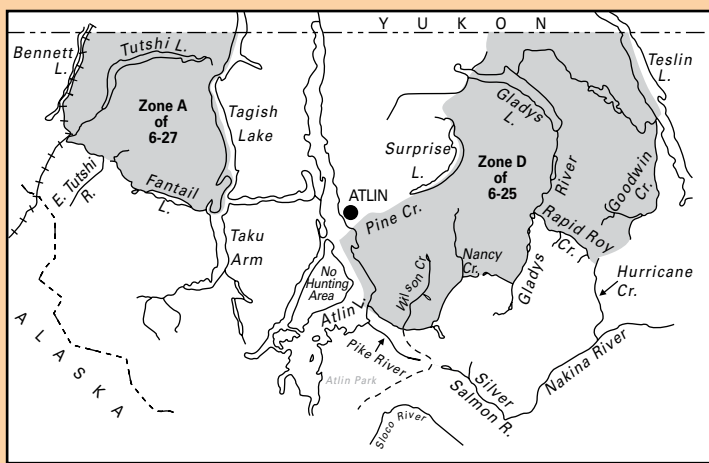 YUKON
Bennett
L.
Tutshi L.
Teslin
L.
Zone A
of
6-27
Tagish
Lake
Gladys
L.
Surprise
L.
Zone D
of
6-25
River
Goodwin
Cr.
E. Tutshi
R.
Fantail
L.
ATLIN
Pine Cr.
Rapid Roy
Cr.
Taku
Arm
No
Hunting
Area
Wilson Cr.
Nancy
Cr.
Gladys
Hurricane
Cr.
Atlin L.
Pike River
ALASKA
Atlin Park
Silver
Salmon R.
Nakina River
Sloco River